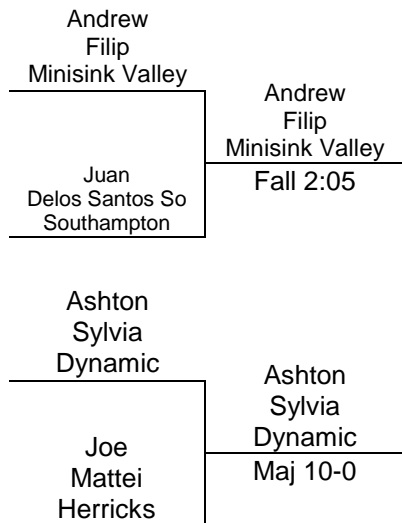 Andrew
Filip
Minisink Valley
Andrew
Filip
Minisink Valley
Fall 2:05
Juan
Delos Santos So
Southampton
Ashton
Sylvia
Dynamic
Ashton
Sylvia
Dynamic
Maj 10-0
Joe
Mattei
Herricks